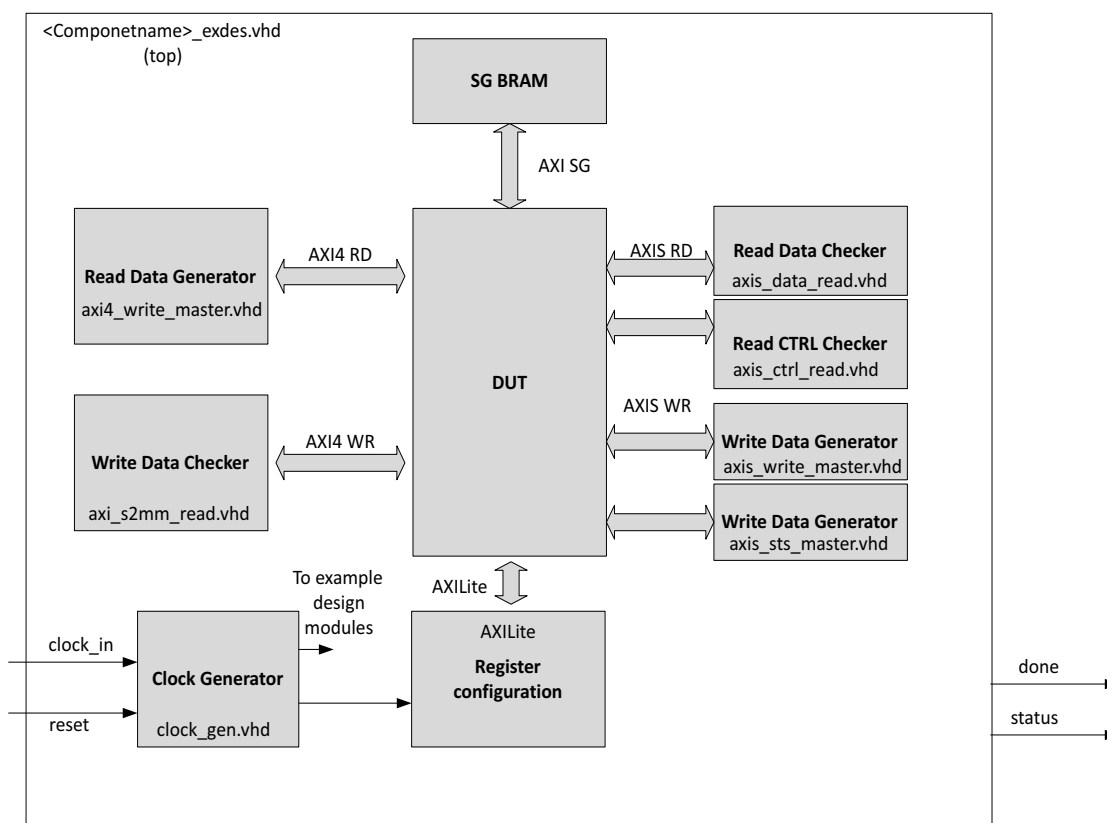 <Componetname>_exdes.vhd
(top)
SG BRAM
AXI SG
AXI4 RD
Read Data Generator
axi4_write_master.vhd
AXIS RD
Read Data Checker
axis_data_read.vhd
Read CTRL Checker
axis_ctrl_read.vhd
DUT
AXI4 WR
Write Data Checker
axi_s2mm_read.vhd
AXIS WR
Write Data Generator
axis_write_master.vhd
Write Data Generator
axis_sts_master.vhd
AXILite
To example
design
modules
clock_in
reset
Clock Generator
clock_gen.vhd
AXILite
Register
configuration
done
status